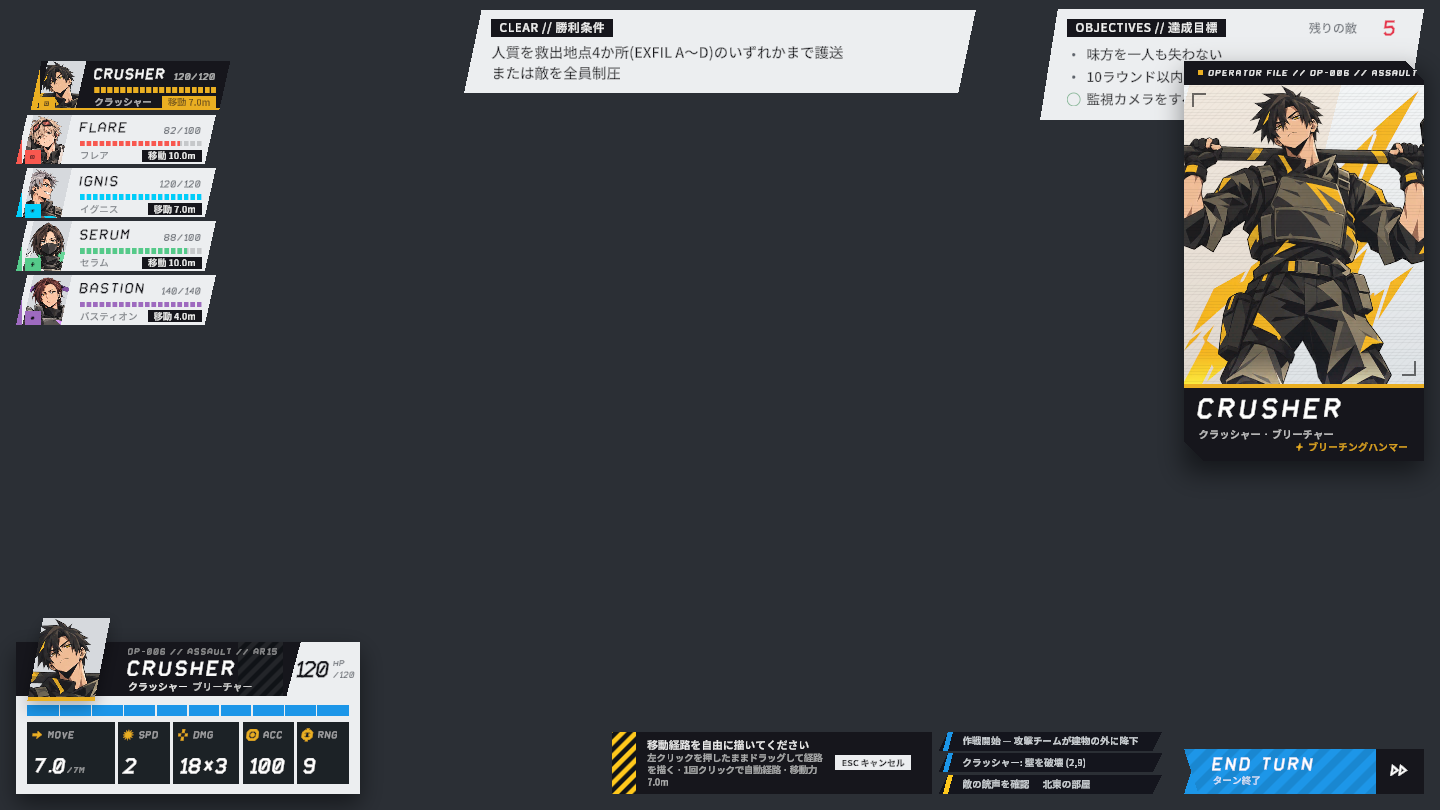 CLEAR // 勝利条件
人質を救出地点4か所(EXFIL A〜D)のいずれかまで護送
または敵を全員制圧
OBJECTIVES // 達成目標
残りの敵 5
・ 味方を一人も失わない
・ 10ラウンド以内
〇 監視カメラをす
CRUSHER 120/120
クラッシャー 移動 7.0m
FLARE 82/100
フレア 移動 10.0m
IGNIS 120/120
イグニス 移動 7.0m
SERUM 88/100
セラム 移動 10.0m
BASTION 140/140
バスティオン 移動 4.0m
OPERATOR FILE // OP-006 // ASSAULT
CRUSHER
クラッシャー・ブリーチャー
ブリーチングハンマー
OP-006 // ASSAULT // AR15
CRUSHER
クラッシャー ブリーチャー
120 HP /120
MOVE 7.0/7M
SPD 2
DMG 18×3
ACC 100
RNG 9
移動経路を自由に描いてください
左クリックを押したままドラッグして経路
を描く・1回クリックで自動経路・移動力
7.0m
ESC キャンセル
作戦開始 — 攻撃チームが建物の外に降下
クラッシャー: 壁を破壊 (2,9)
敵の銃声を確認 北東の部屋
END TURN
ターン終了